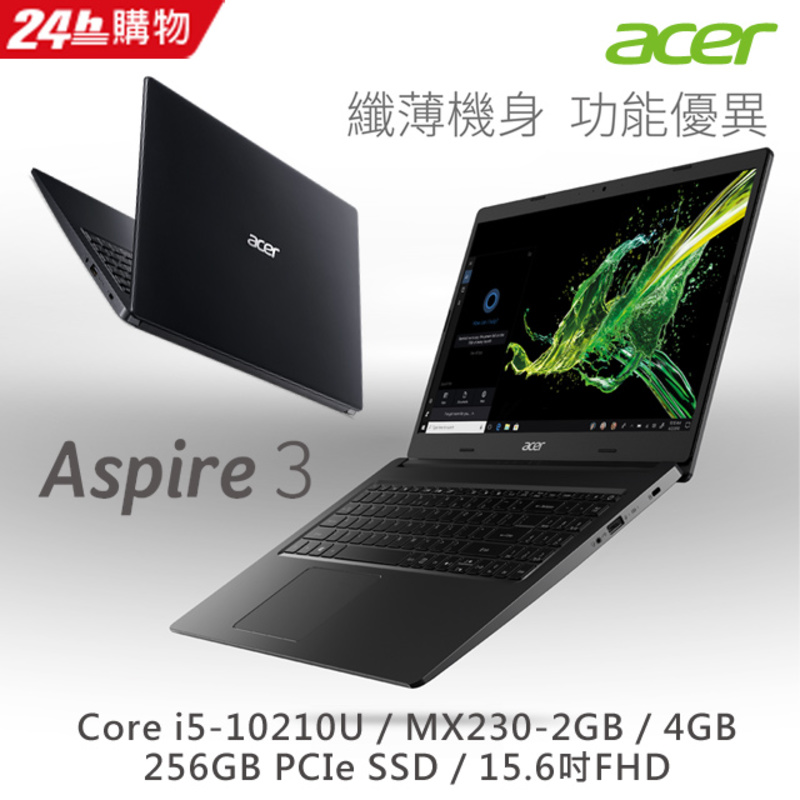 24h購物
acer
纖薄機身 功能優異
acer
acer
Aspire 3
Core i5-10210U / MX230-2GB / 4GB
256GB PCIe SSD / 15.6吋FHD